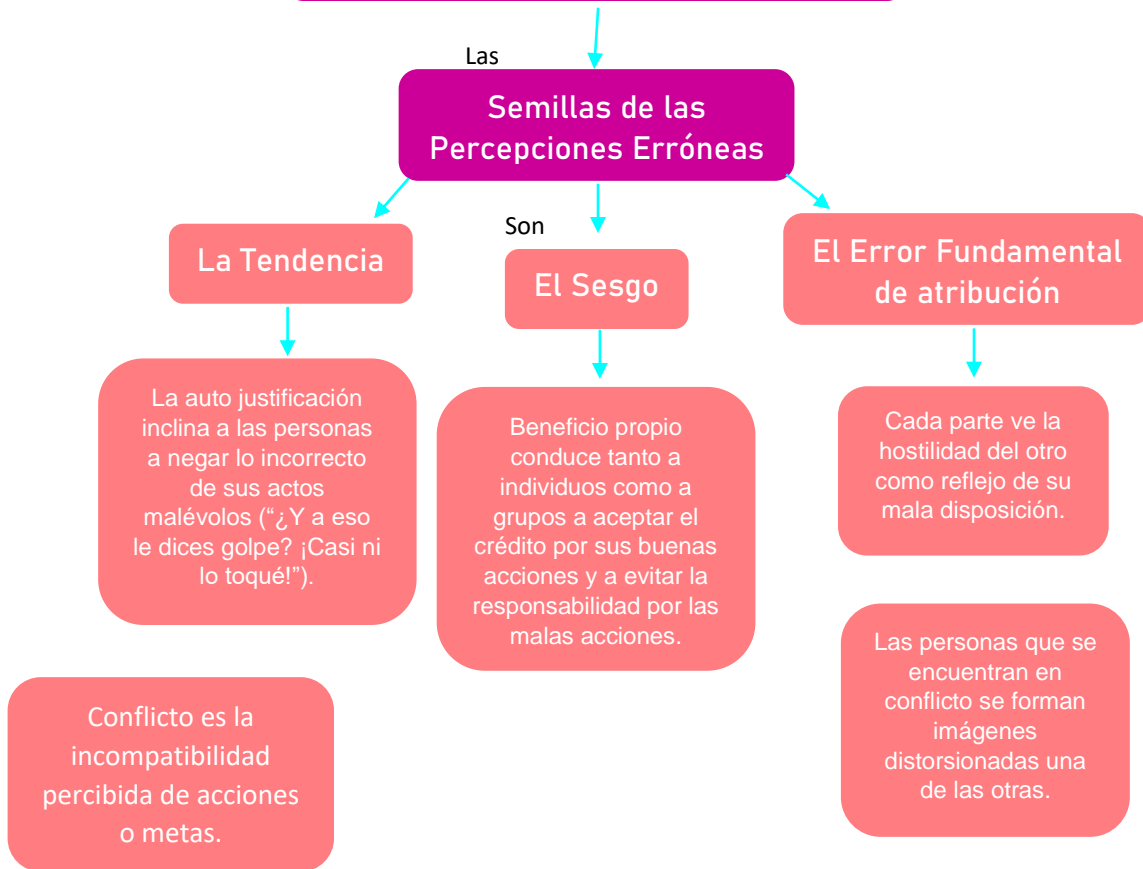 Las
Semillas de las
Percepciones Erróneas
Son
La Tendencia
El Sesgo
El Error Fundamental
de atribución
La auto justificación
inclina a las personas
a negar lo incorrecto
de sus actos
malévolos (“¿Y a eso
le dices golpe? ¡Casi ni
lo toqué!”).
Beneficio propio
conduce tanto a
individuos como a
grupos a aceptar el
crédito por sus buenas
acciones y a evitar la
responsabilidad por las
malas acciones.
Cada parte ve la
hostilidad del otro
como reflejo de su
mala disposición.
Las personas que se
encuentran en
conflicto se forman
imágenes
distorsionadas una
de las otras.
Conflicto es la
incompatibilidad
percibida de acciones
o metas.